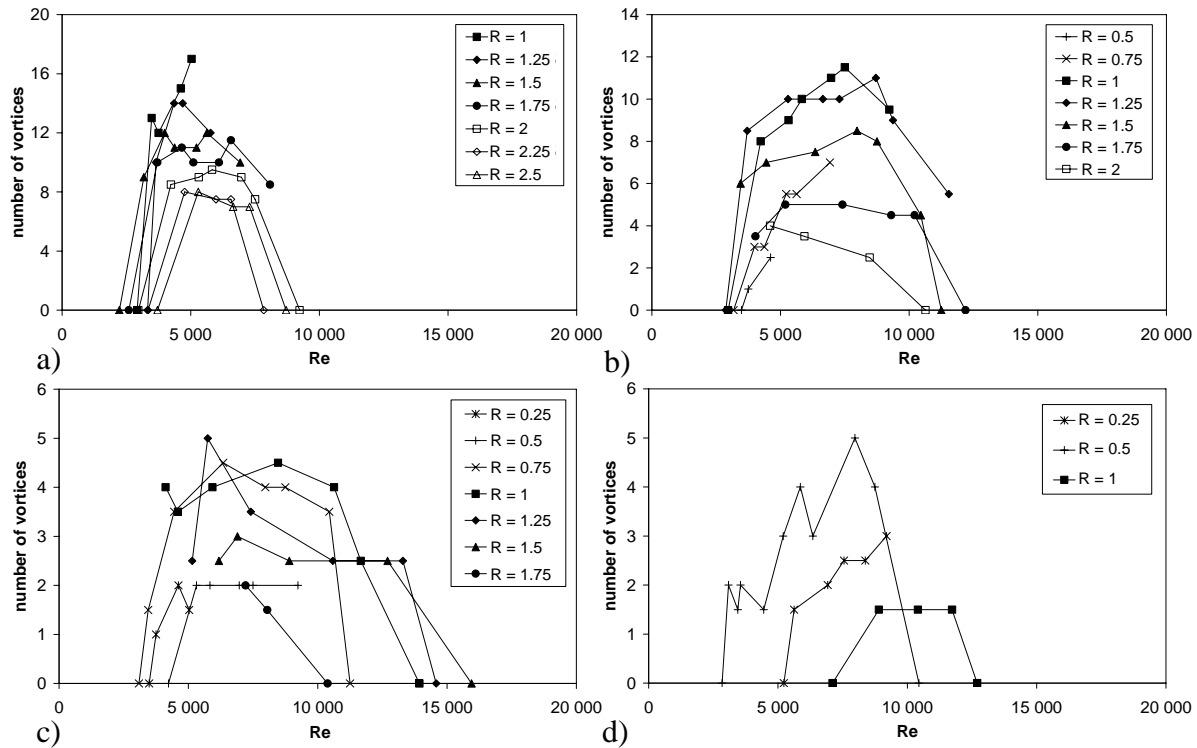 20
16
12
8
4
0
number of vortices
0
5 000
10 000
15 000
20 000
Re
R = 1
R = 1.25
R = 1.5
R = 1.75
R = 2
R = 2.25
R = 2.5
a)
14
12
10
8
6
4
2
0
number of vortices
0
5 000
10 000
15 000
20 000
Re
R = 0.5
R = 0.75
R = 1
R = 1.25
R = 1.5
R = 1.75
R = 2
b)
6
5
4
3
2
1
0
number of vortices
0
5 000
10 000
15 000
20 000
Re
R = 0.25
R = 0.5
R = 0.75
R = 1
R = 1.25
R = 1.5
R = 1.75
c)
6
5
4
3
2
1
0
number of vortices
0
5 000
10 000
15 000
20 000
Re
R = 0.25
R = 0.5
R = 1
d)